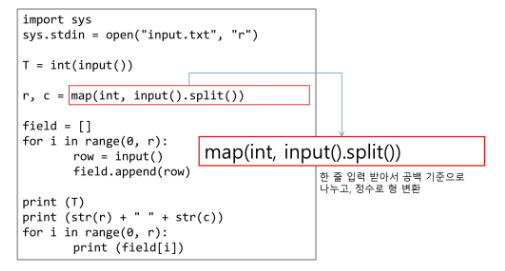 import sys
sys.stdin = open("input.txt", "r")
T = int(input())
r, c = map(int, input().split())
field = []
for i in range(0, r):
row = input()
field.append(row)
print (T)
print (str(r) + " " + str(c))
for i in range(0, r):
print (field[i])
map(int, input().split())
한 줄 입력 받아서 공백 기준으로
나누고, 정수로 형 변환